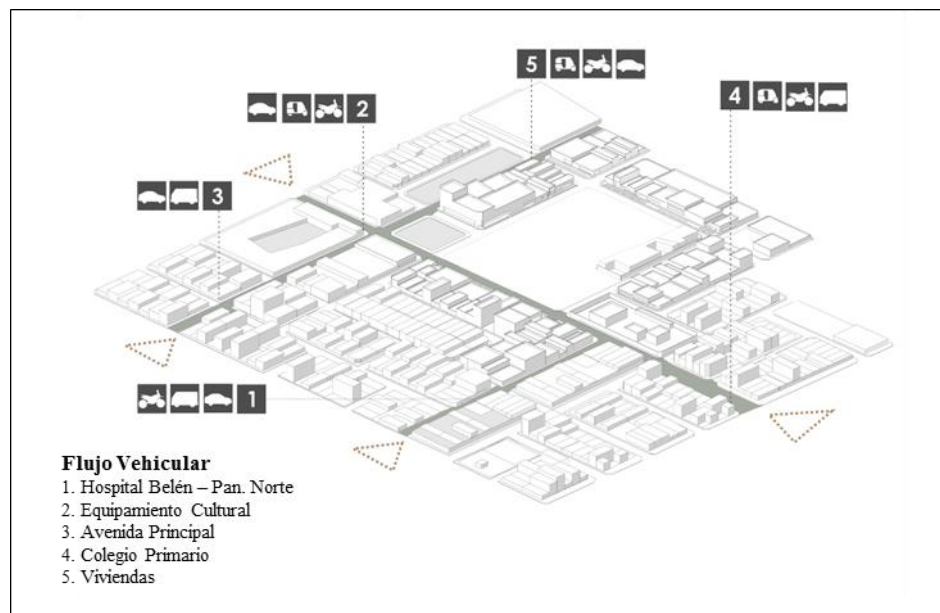 5
4
2
3
1
Flujo Vehicular
1. Hospital Belén – Pan. Norte
2. Equipamiento Cultural
3. Avenida Principal
4. Colegio Primario
5. Viviendas